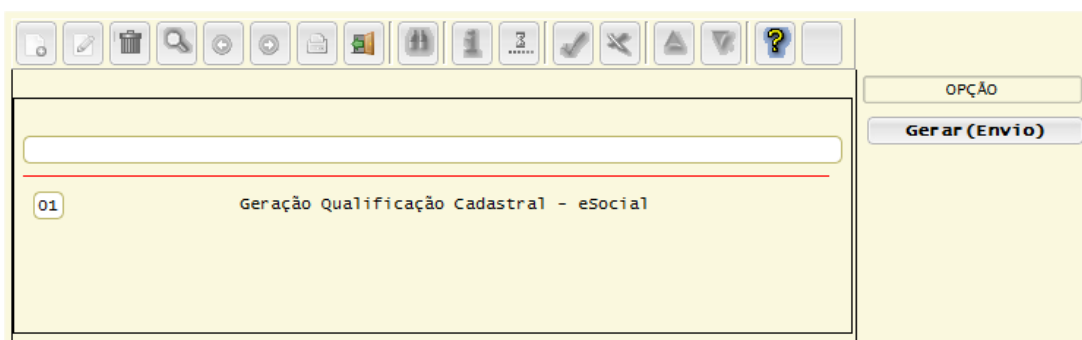 OPÇÃO
Gerar(Envio)
01 Geração Qualificação Cadastral - eSocial